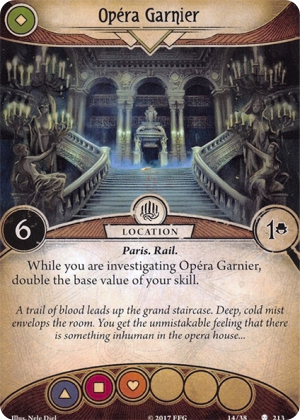 Opéra Garnier
6
LOCATION
1
Paris. Rail.
While you are investigating Opéra Garnier,
double the base value of your skill.
A trail of blood leads up the grand staircase. Deep, cold mist
envelops the room. You get the unmistakable feeling that there
is something inhuman in the opera house...
Illus. Nele Diel © 2017 FFG 14/38 213